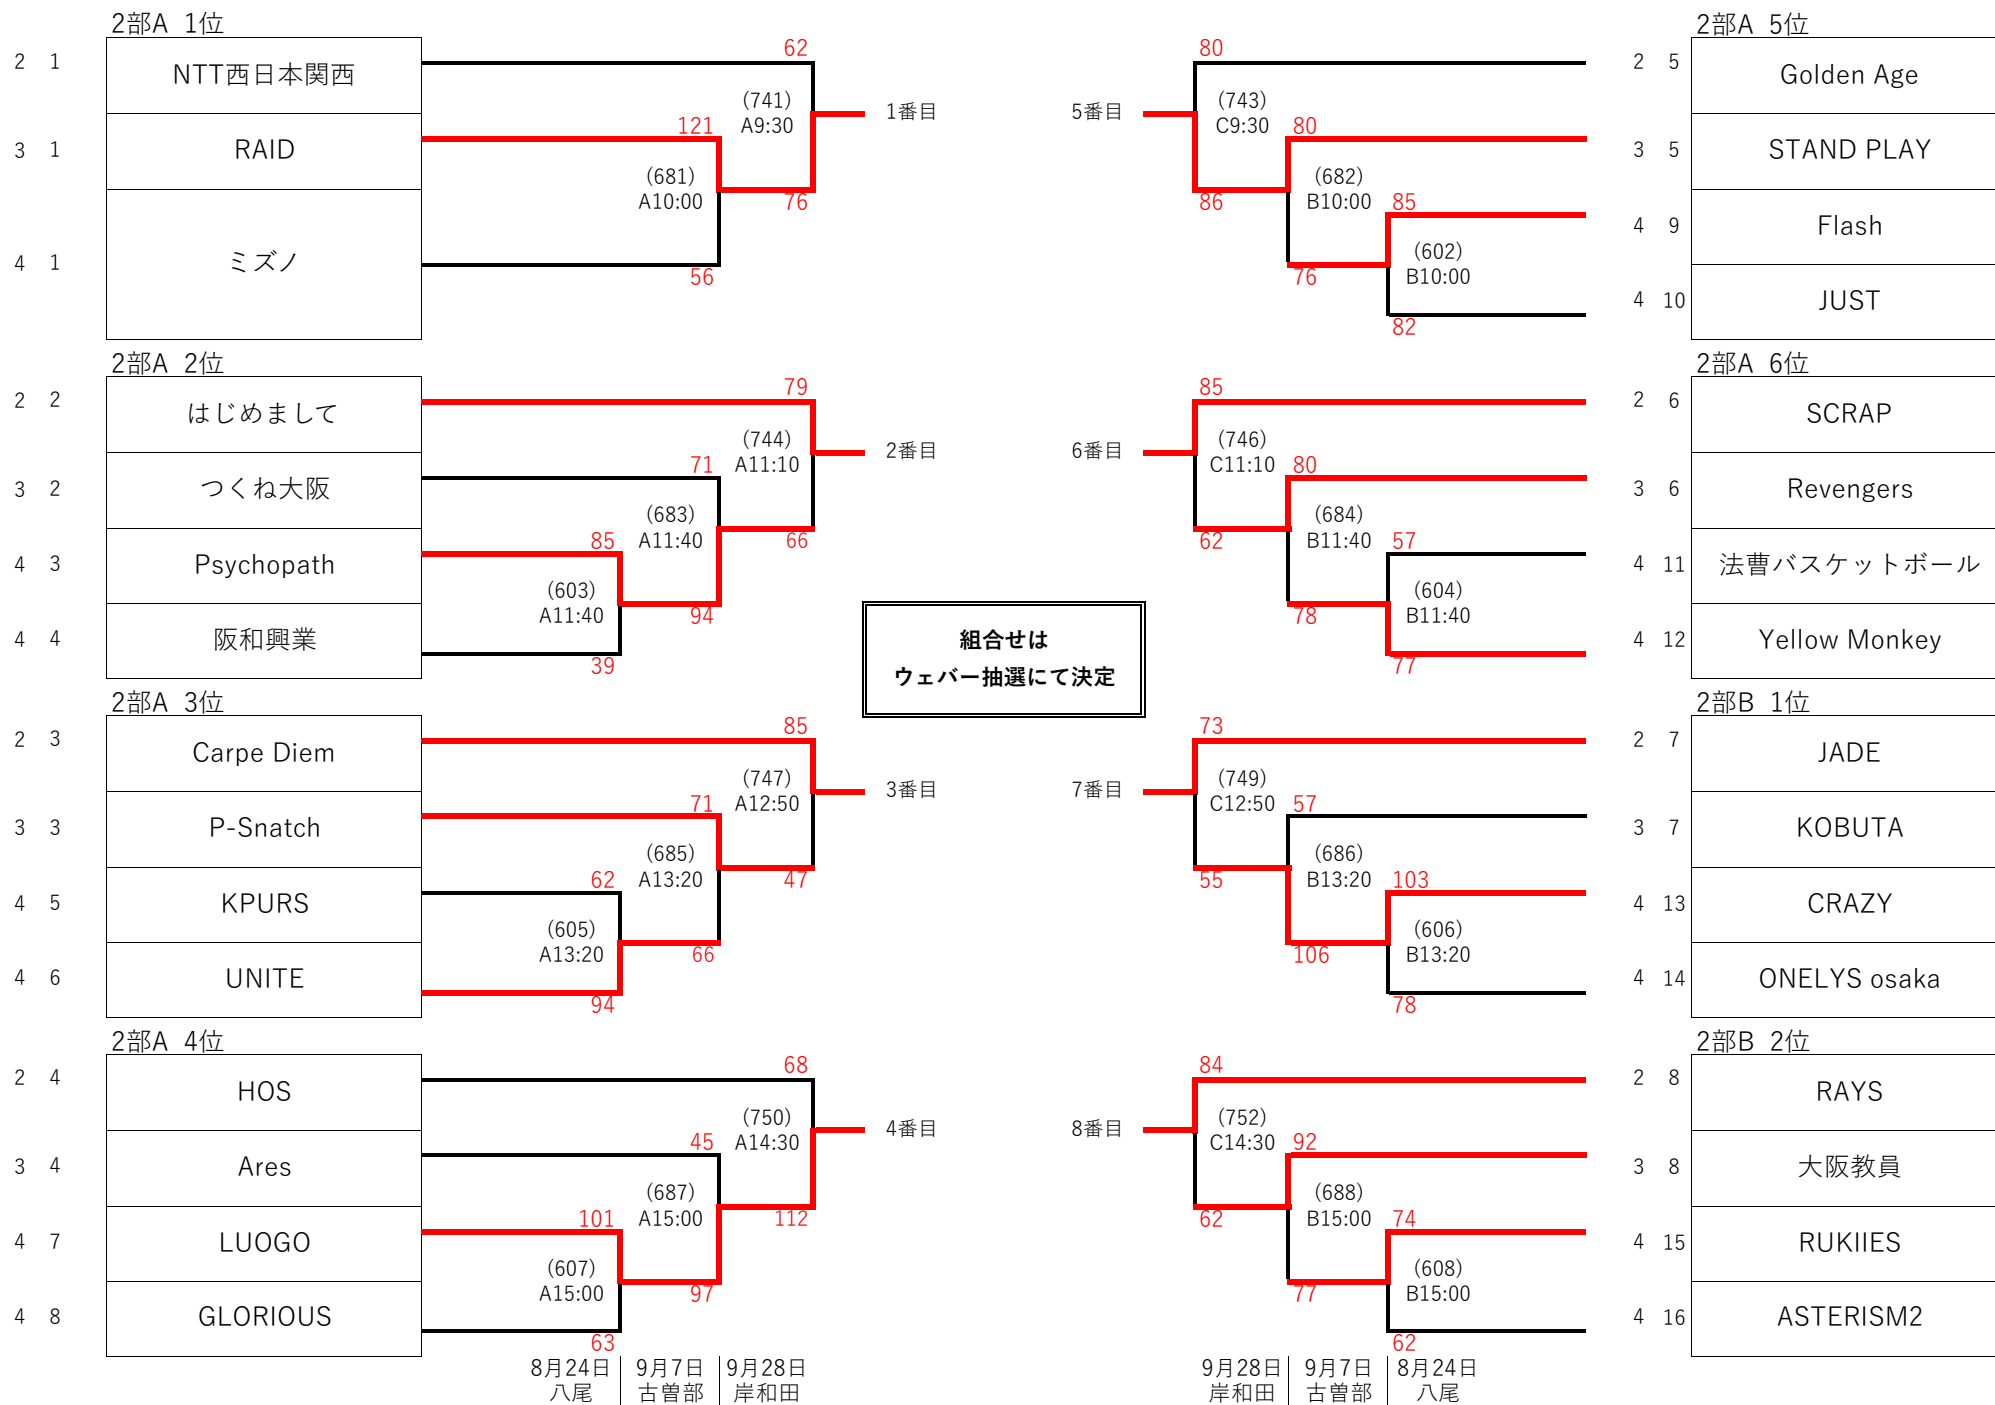 2部A 1位
2 1 NTT西日本関西 62
(741)
A9:30
1番目
3 1 RAID 121
(681)
A10:00
76
4 1 ミズノ 56
2部A 2位
2 2 はじめまして 79
(744)
A11:10
2番目
3 2 つくね大阪 71
(683)
A11:40
66
4 3 Psychopath 85
(603)
A11:40
94
4 4 阪和興業 39
2部A 3位
2 3 Carpe Diem 85
(747)
A12:50
3番目
3 3 P-Snatch 71
(685)
A13:20
47
4 5 KPURS 62
(605)
A13:20
66
4 6 UNITE 94
2部A 4位
2 4 HOS 68
(750)
A14:30
4番目
3 4 Ares 45
(687)
A15:00
112
4 7 LUOGO 101
(607)
A15:00
97
4 8 GLORIOUS 63
8月24日 9月7日 9月28日
八尾 古曽部 岸和田
組合せは
ウェバー抽選にて決定
2部A 5位
80 2 5 Golden Age
5番目
(743)
C9:30
80 3 5 STAND PLAY
86
(682)
B10:00
85 4 9 Flash
76
(602)
B10:00
82 4 10 JUST
2部A 6位
85 2 6 SCRAP
6番目
(746)
C11:10
80 3 6 Revengers
62
(684)
B11:40
57 4 11 法曹バスケットボール
78
(604)
B11:40
77 4 12 Yellow Monkey
2部B 1位
73 2 7 JADE
7番目
(749)
C12:50
57 3 7 KOBUTA
55
(686)
B13:20
103 4 13 CRAZY
106
(606)
B13:20
78 4 14 ONELYS osaka
2部B 2位
84 2 8 RAYS
8番目
(752)
C14:30
92 3 8 大阪教員
62
(688)
B15:00
74 4 15 RUKIIES
77
(608)
B15:00
62 4 16 ASTERISM2
9月28日 9月7日 8月24日
岸和田 古曽部 八尾